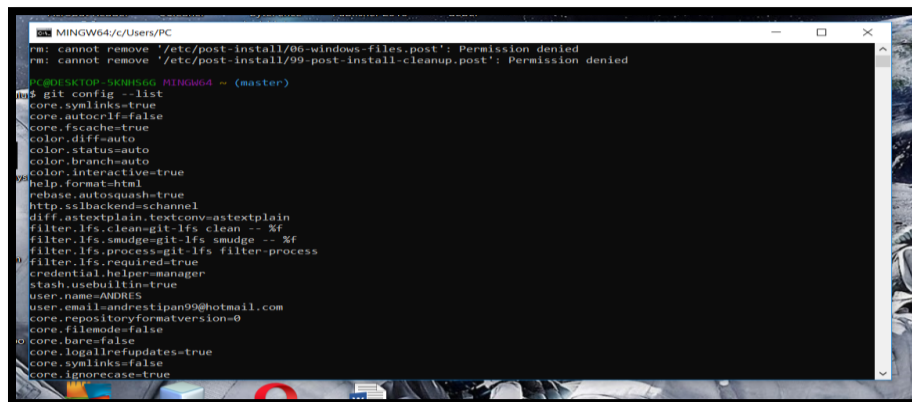 MINGW64:/c/Users/PC
rm: cannot remove '/etc/post-install/06-windows-files.post': Permission denied
rm: cannot remove '/etc/post-install/99-post-install-cleanup.post': Permission denied
PC@DESKTOP-5KNHS6G MINGW64 ~ (master)
$ git config --list
core.symlinks=true
core.autocrlf=false
core.fscache=true
color.diff=auto
color.status=auto
color.branch=auto
color.interactive=true
help.format=html
rebase.autosquash=true
http.sslbackend=schannel
diff.astextplain.textconv=astextplain
filter.lfs.clean=git-lfs clean -- %f
filter.lfs.smudge=git-lfs smudge -- %f
filter.lfs.process=git-lfs filter-process
filter.lfs.required=true
credential.helper=manager
stash.usebuiltin=true
user.name=ANDRES
user.email=andrestipan99@hotmail.com
core.repositoryformatversion=0
core.filemode=false
core.bare=false
core.logallrefupdates=true
core.symlinks=false
core.ignorecase=true